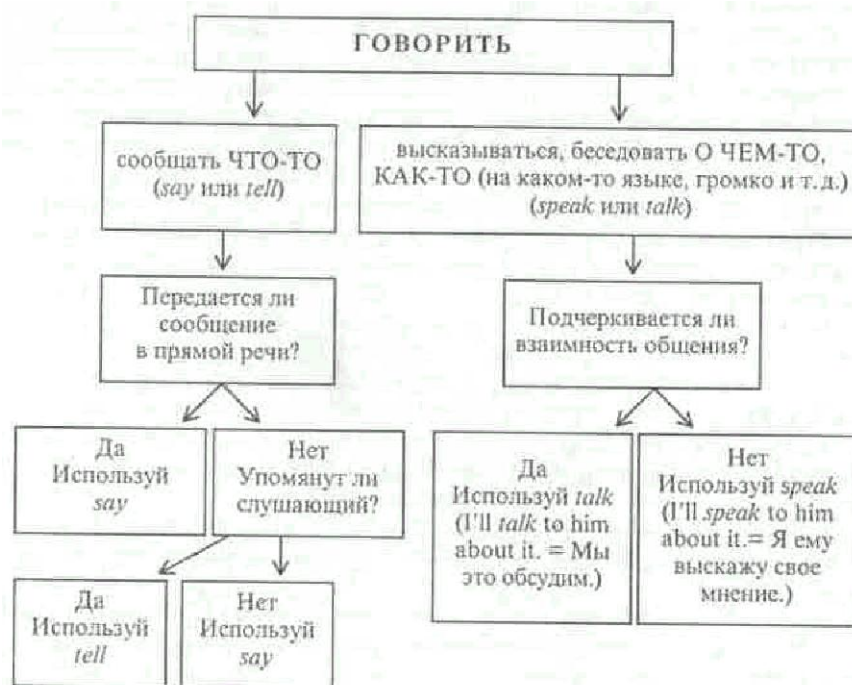 ГОВОРИТЬ
сообщать ЧТО-ТО
(say или tell)
высказываться, беседовать О ЧЕМ-ТО,
КАК-ТО (на каком-то языке, громко и т.д.)
(speak или talk)
Передается ли
сообщение
в прямой речи?
Подчеркивается ли
взаимность общения?
Да
Используй
say
Нет
Упомянут ли
слушающий?
Да
Используй talk
(I'll talk to him
about it. = Мы
это обсудим.)
Нет
Используй speak
(I'll speak to him
about it.= Я ему
выскажу свое
мнение.)
Да
Используй
tell
Нет
Используй
say